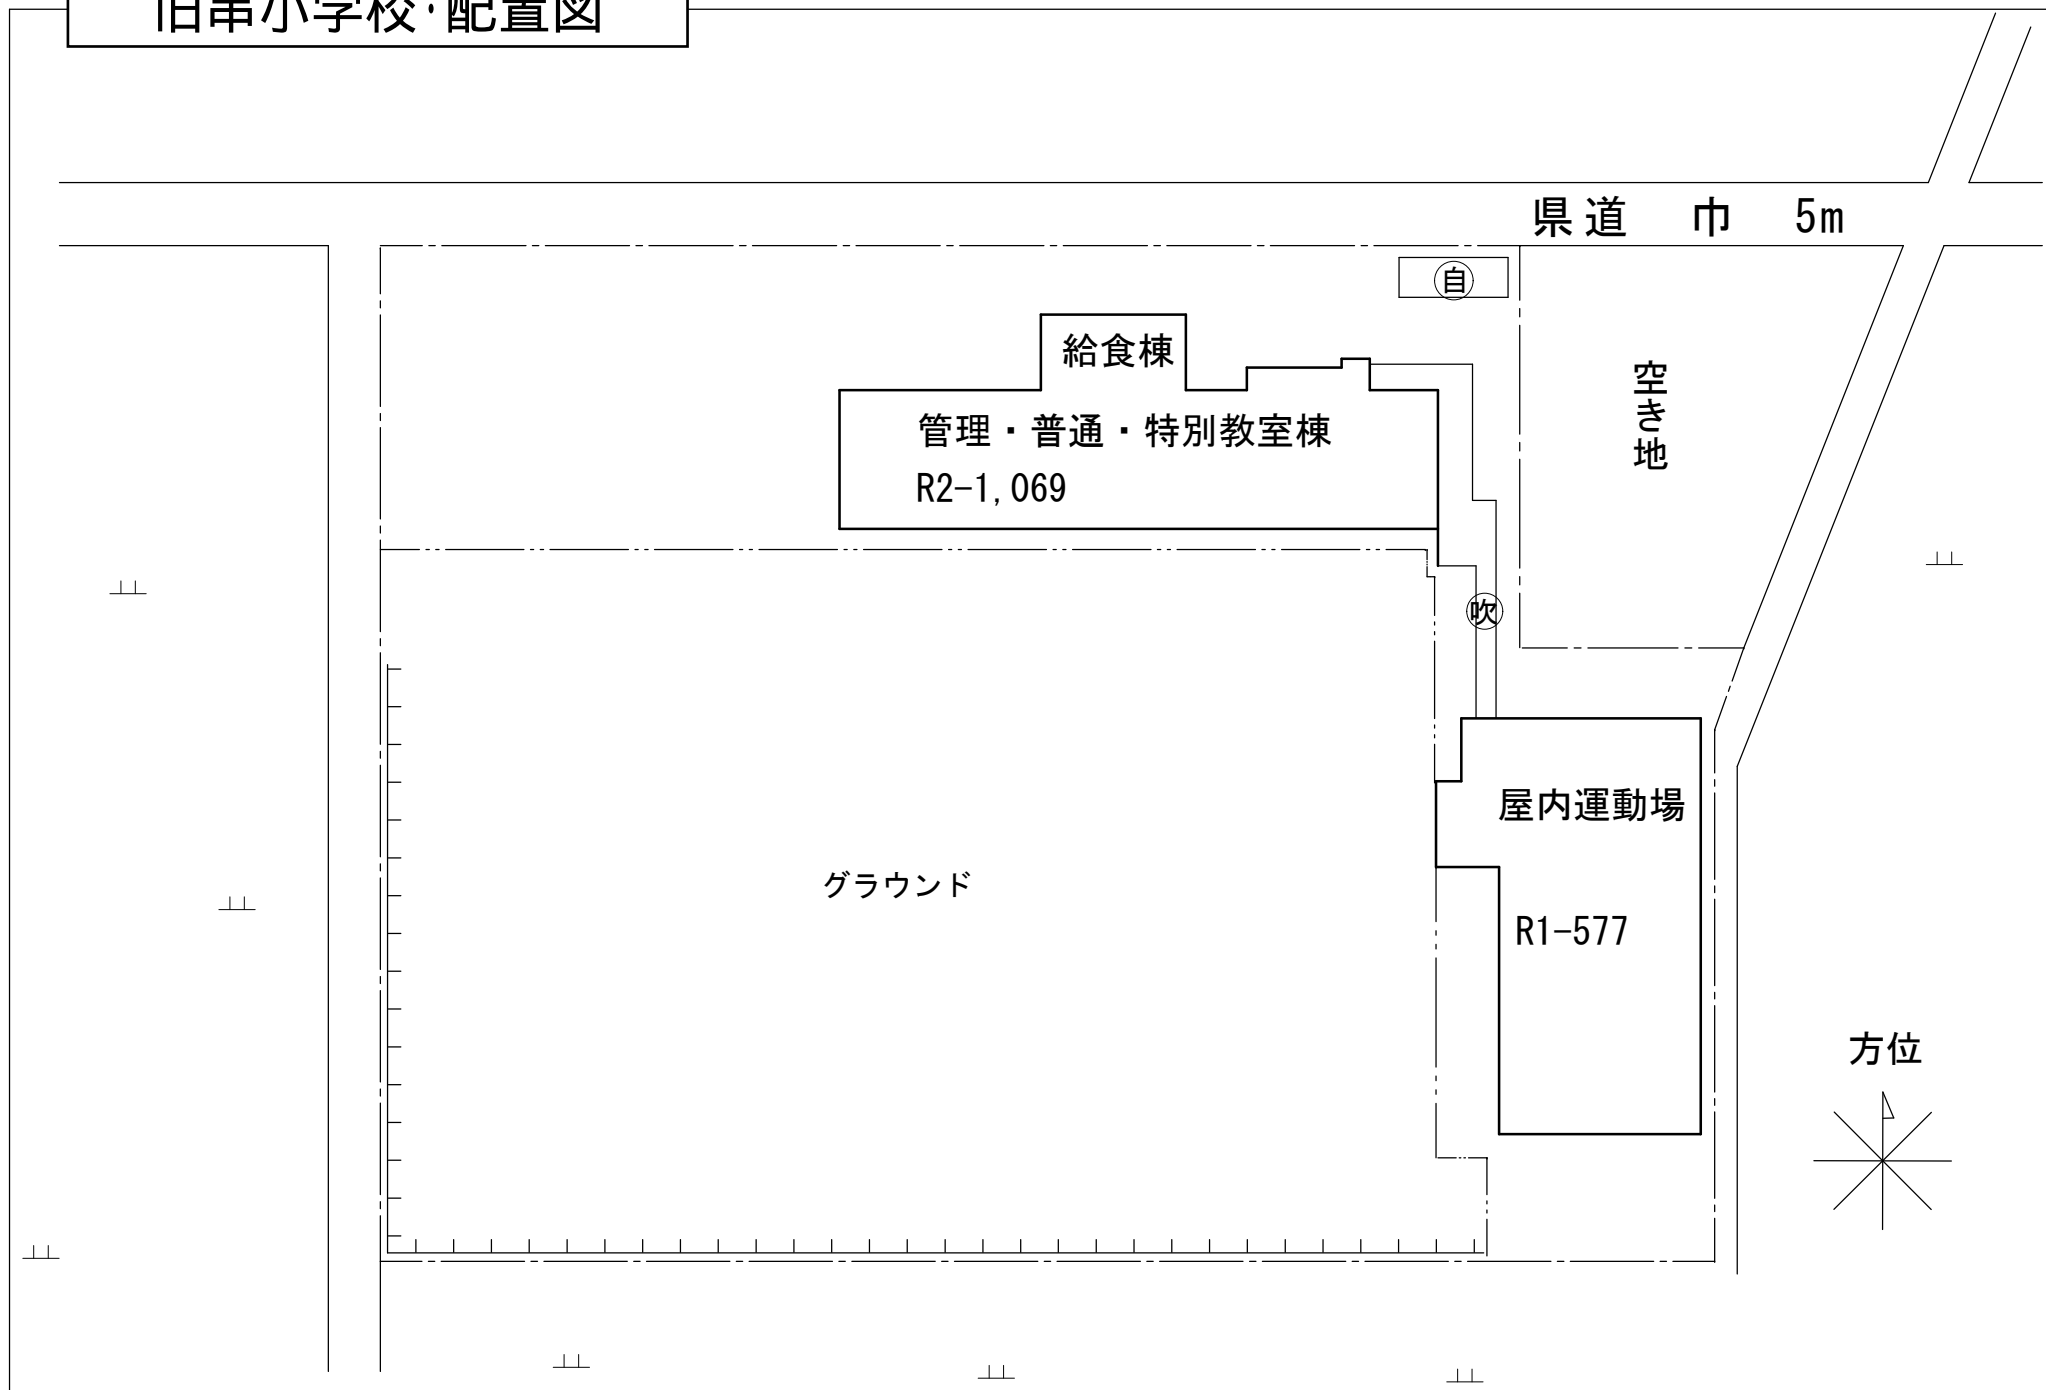 旧串小学校・配置図
県道　巾　5m
自
給食棟
空き地
管理・普通・特別教室棟
R2-1,069
吹
屋内運動場
グラウンド
R1-577
方位